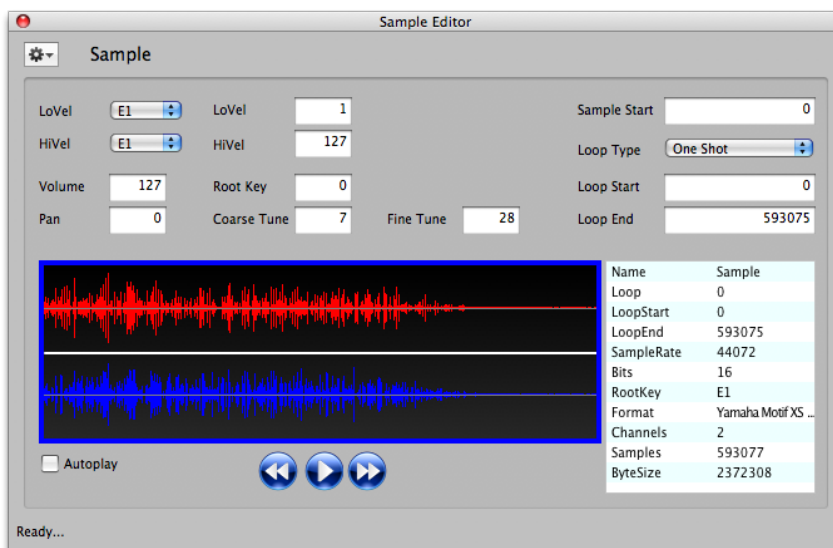 Sample Editor
Sample
LoVel E1 LoVel 1 Sample Start 0
HiVel E1 HiVel 127 Loop Type One Shot
Volume 127 Root Key 0 Loop Start 0
Pan 0 Coarse Tune 7 Fine Tune 28 Loop End 593075
Name Sample
Loop 0
LoopStart 0
LoopEnd 593075
SampleRate 44072
Bits 16
RootKey E1
Format Yamaha Motif XS ...
Channels 2
Samples 593077
ByteSize 2372308
Autoplay
Ready...